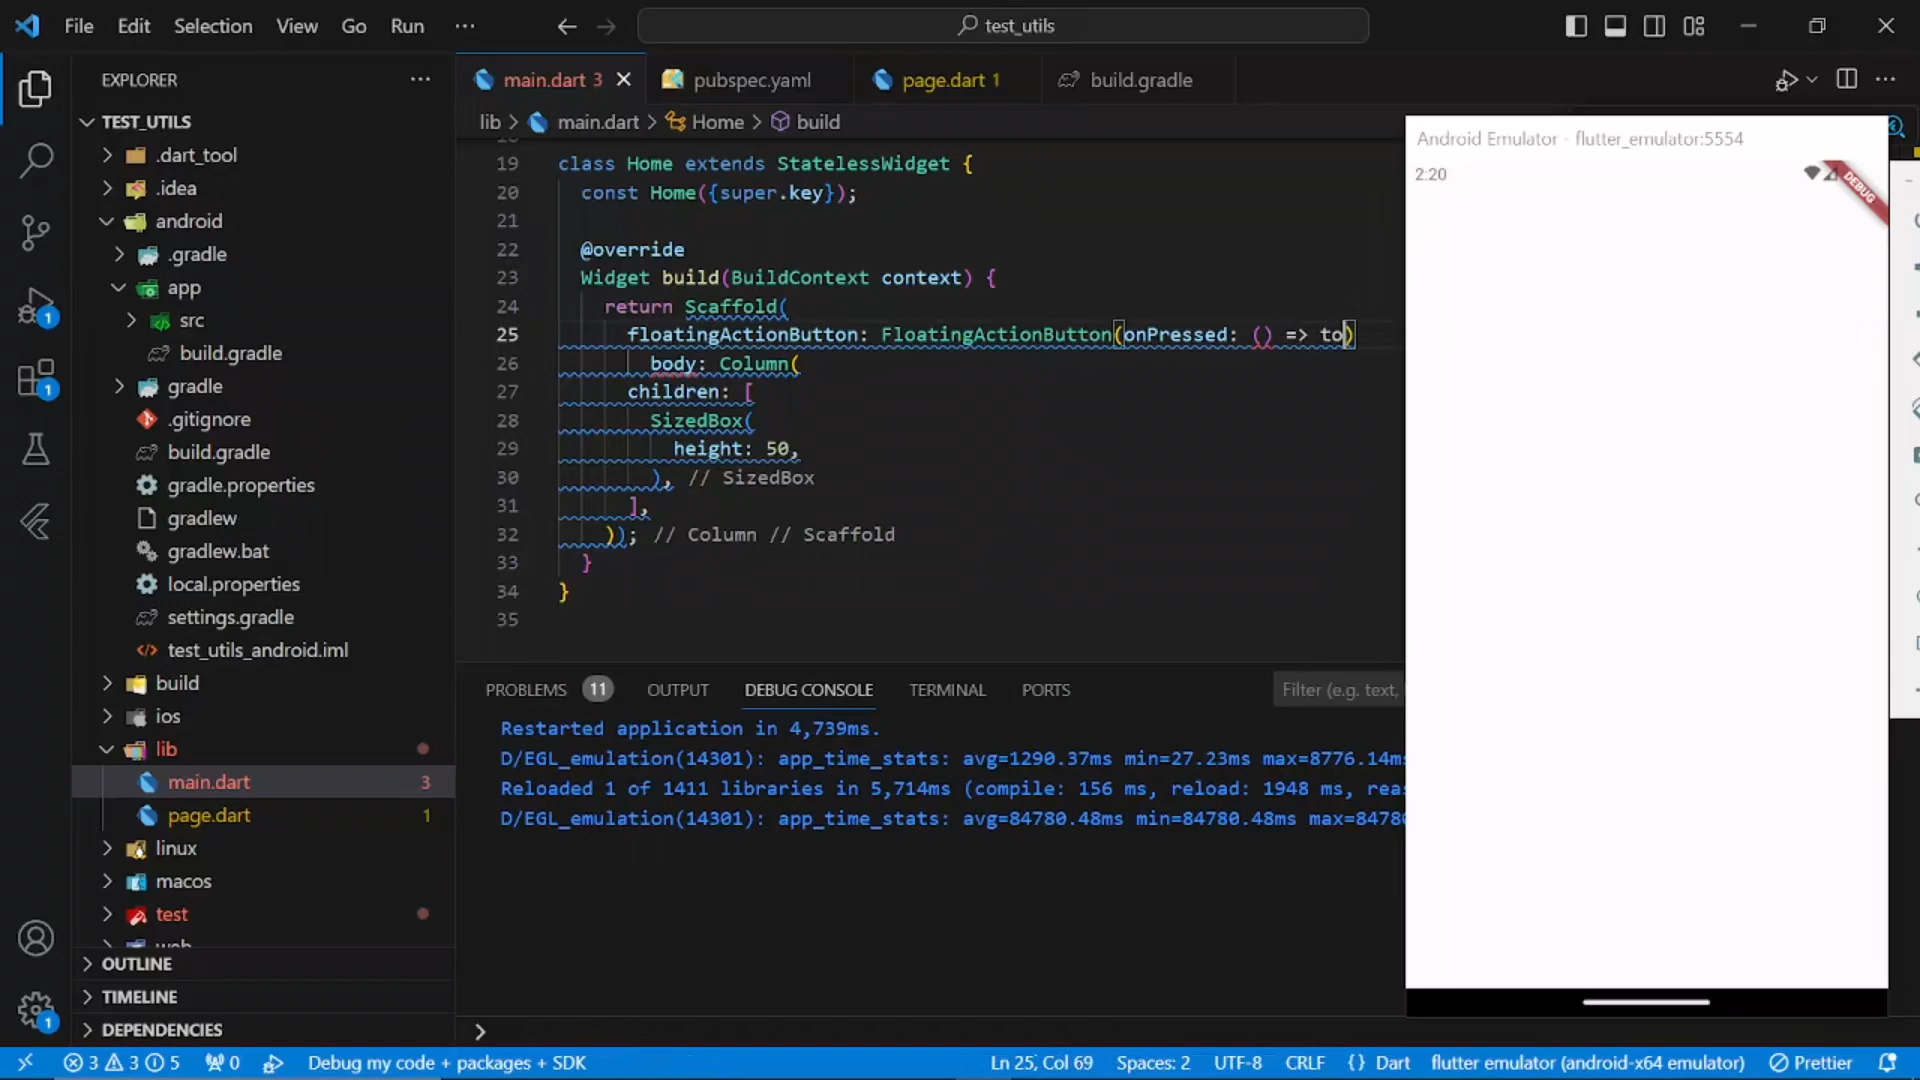 File Edit Selection View Go Run ···
test_utils
EXPLORER
TEST_UTILS
.dart_tool
.idea
android
.gradle
app
src
build.gradle
gradle
.gitignore
build.gradle
gradle.properties
gradlew
gradlew.bat
local.properties
settings.gradle
test_utils_android.iml
build
ios
lib
main.dart 3
page.dart 1
linux
macos
test
web
OUTLINE
TIMELINE
DEPENDENCIES
main.dart 3
pubspec.yaml
page.dart 1
build.gradle
lib > main.dart > Home > build
19 class Home extends StatelessWidget {
20 const Home({super.key});
21
22 @override
23 Widget build(BuildContext context) {
24 return Scaffold(
25 floatingActionButton: FloatingActionButton(onPressed: () => to)
26 body: Column(
27 children: [
28 SizedBox(
29 height: 50,
30 ), // SizedBox
31 ],
32 )); // Column // Scaffold
33 }
34 }
35
PROBLEMS 11 OUTPUT DEBUG CONSOLE TERMINAL PORTS
Filter (e.g. text,
Restarted application in 4,739ms.
D/EGL_emulation(14301): app_time_stats: avg=1290.37ms min=27.23ms max=8776.14ms
Reloaded 1 of 1411 libraries in 5,714ms (compile: 156 ms, reload: 1948 ms, reas
D/EGL_emulation(14301): app_time_stats: avg=84780.48ms min=84780.48ms max=84780
Android Emulator - flutter_emulator:5554
2:20
DEBUG
1
1
1
3 3 5 0 Debug my code + packages + SDK
Ln 25, Col 69 Spaces: 2 UTF-8 CRLF { } Dart flutter emulator (android-x64 emulator) Prettier